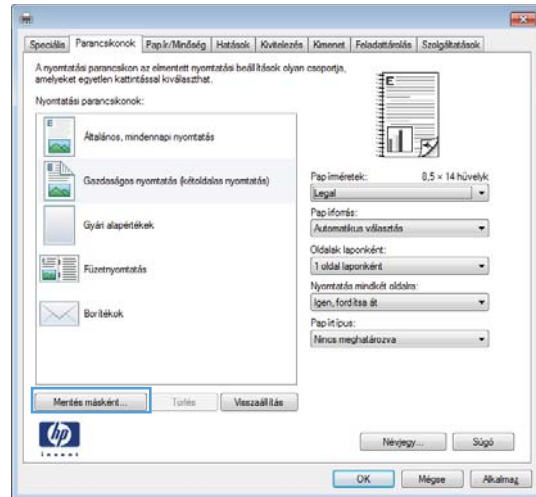 Speciális Parancsikonok Papír/Minőség Hatások Kivitelezés Kimenet Feladattárolás Szolgáltatások
A nyomtatási parancsikon az elmentett nyomtatási beállítások olyan csoportja,
amelyeket egyetlen kattintással kiválaszthat.
Nyomtatási parancsikonok:
Általános, mindennapi nyomtatás
Gazdaságos nyomtatás (kétoldalas nyomtatás)
Gyári alapértékek
Füzetnyomtatás
Borítékok
Papírméretek: 8,5 × 14 hüvelyk
Legal
Papírforrás:
Automatikus választás
Oldalak laponként:
1 oldal laponként
Nyomtatás mindkét oldalra:
Igen, fordítsa át
Papírtípus:
Nincs meghatározva
Mentés másként... Törlés Visszaállítás
hp
invent
Névjegy... Súgó
OK Mégse Alkalmaz